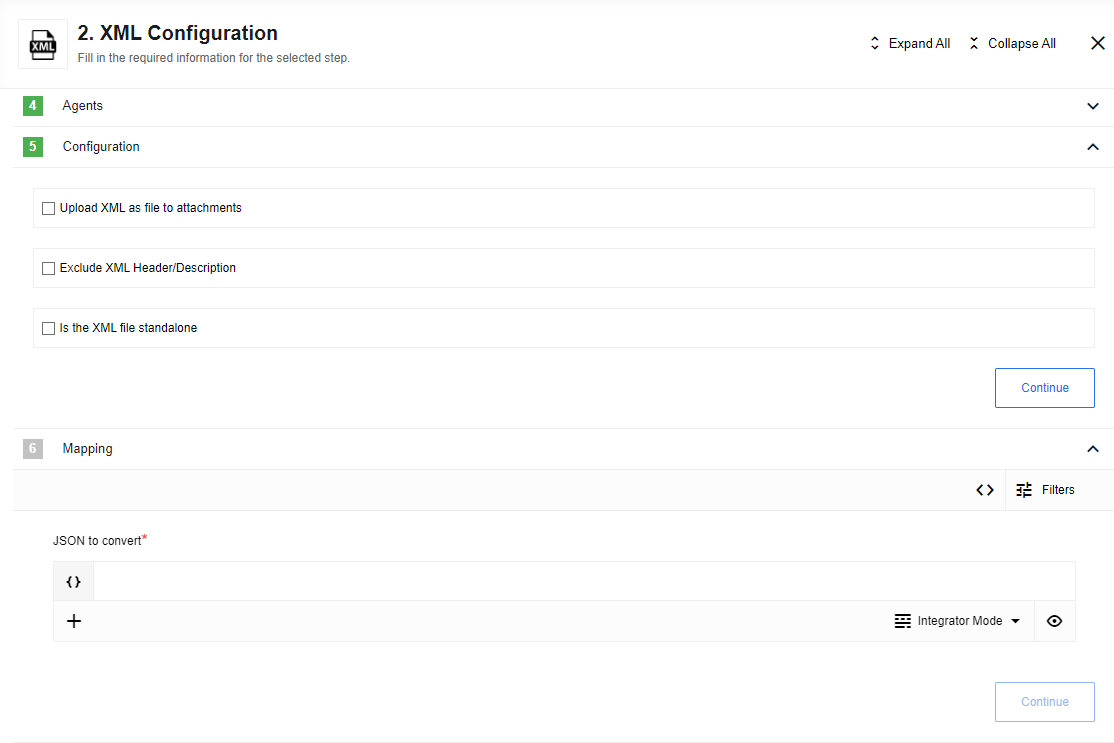 XML
2. XML Configuration
Fill in the required information for the selected step.
Expand All
Collapse All
4 Agents
5 Configuration
Upload XML as file to attachments
Exclude XML Header/Description
Is the XML file standalone
Continue
6 Mapping
<> Filters
JSON to convert*
{}
+ Integrator Mode
Continue